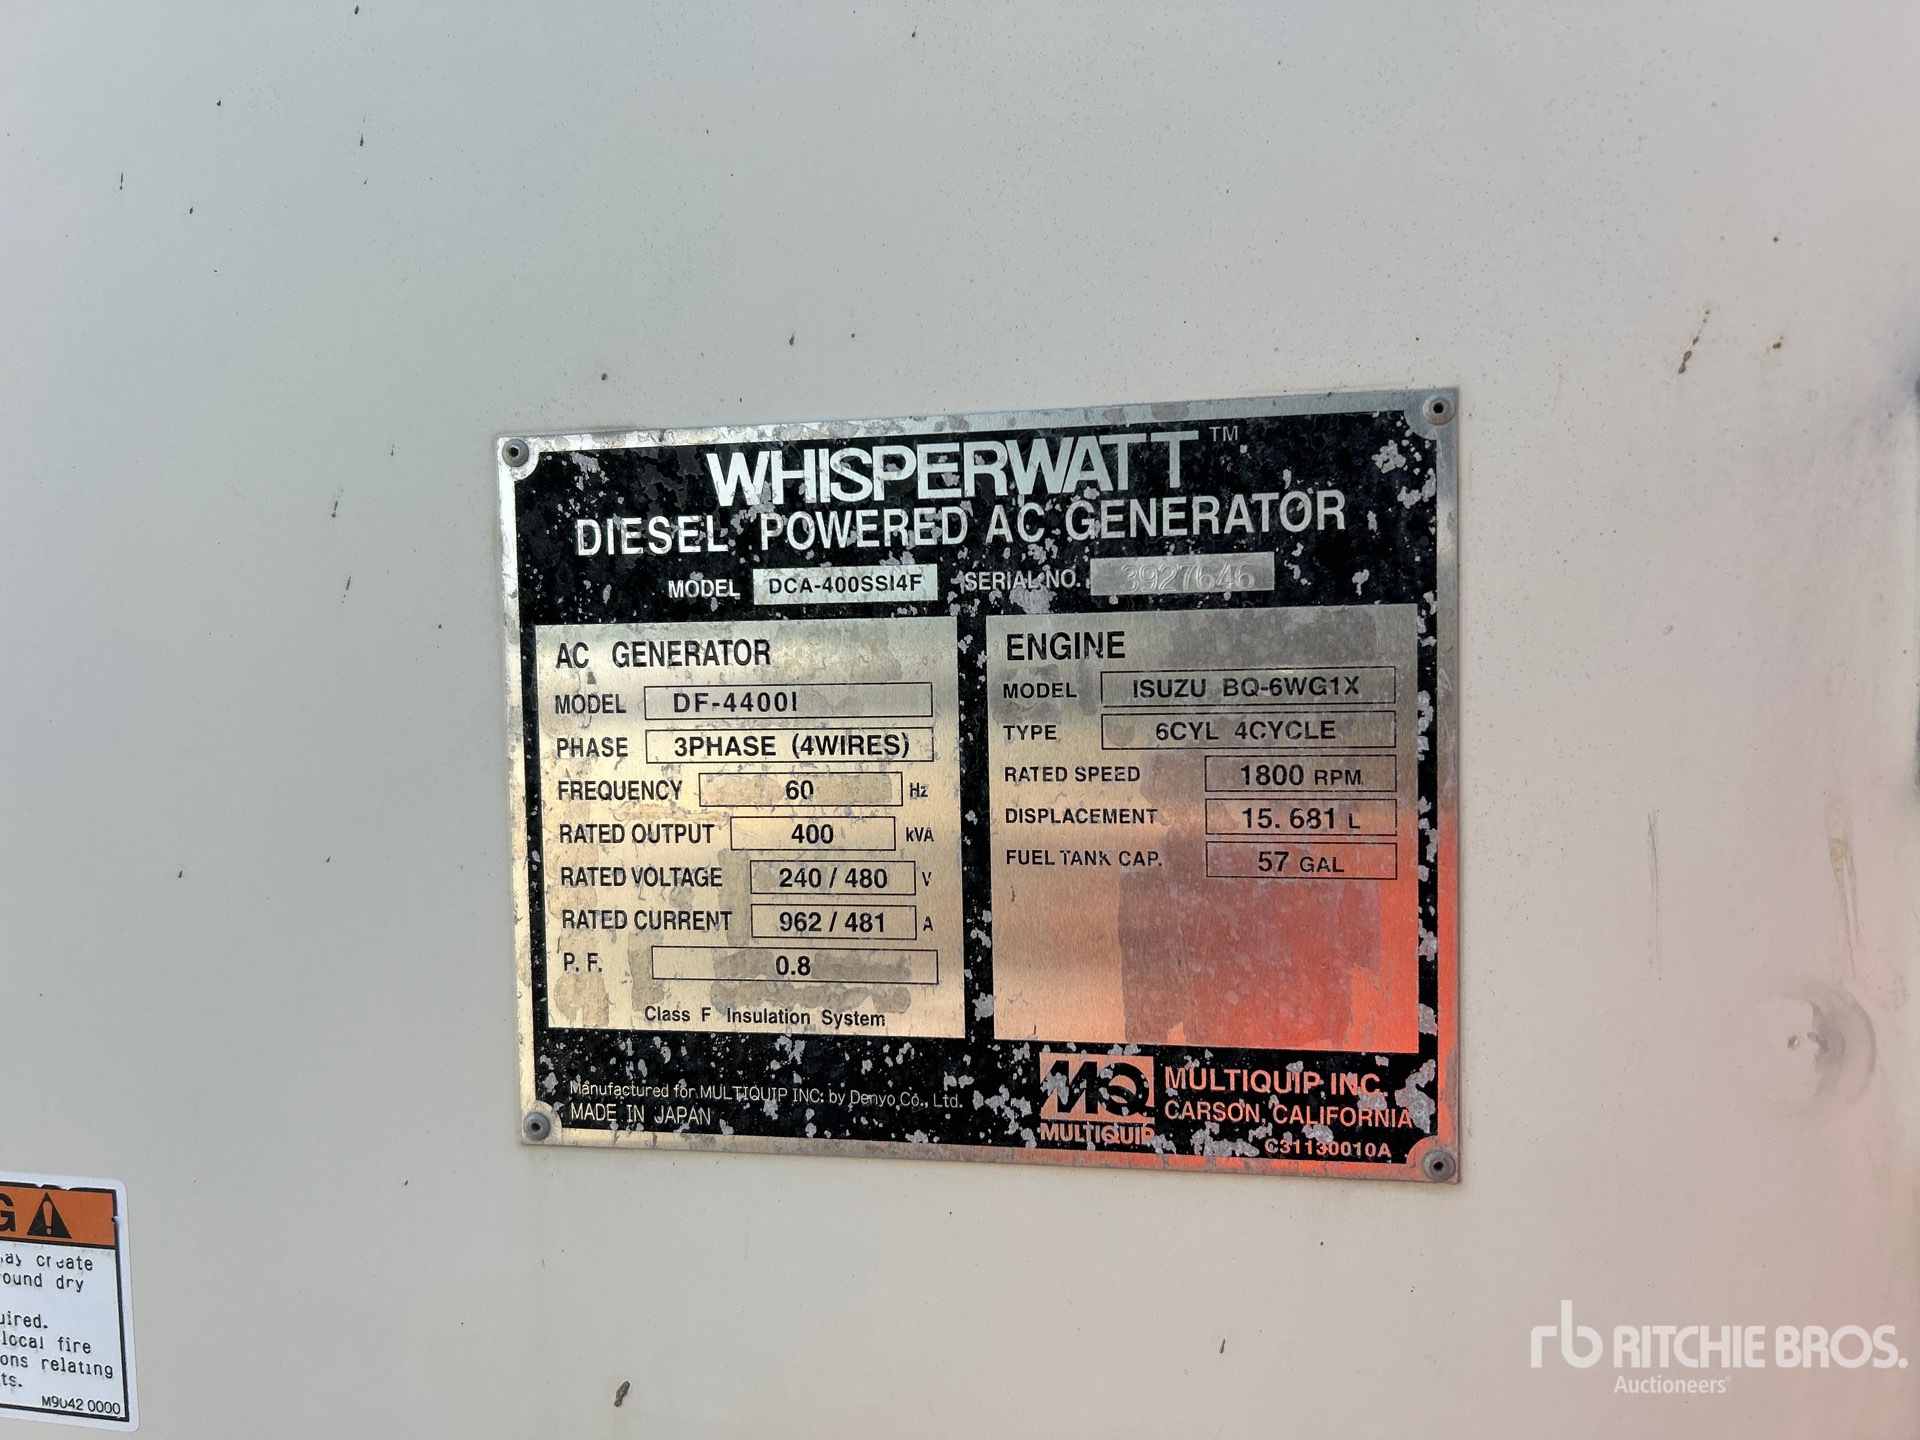 WHISPERWATT™
DIESEL POWERED AC GENERATOR
MODEL DCA-400SSI4F SERIAL NO. 3927646
AC GENERATOR
MODEL DF-4400I
PHASE 3PHASE (4WIRES)
FREQUENCY 60 Hz
RATED OUTPUT 400 kVA
RATED VOLTAGE 240 / 480 V
RATED CURRENT 962 / 481 A
P. F. 0.8
Class F Insulation System
ENGINE
MODEL ISUZU BQ-6WG1X
TYPE 6CYL 4CYCLE
RATED SPEED 1800 RPM
DISPLACEMENT 15.681 L
FUEL TANK CAP. 57 GAL
Manufactured for MULTIQUIP INC. by Denyo Co., Ltd.
MADE IN JAPAN
MQ
MULTIQUIP
MULTIQUIP INC.
CARSON, CALIFORNIA
C31130010A
G
ay create
ound dry
uired.
local fire
ons relating
ts.
M9042 0000
rb RITCHIE BROS.
Auctioneers